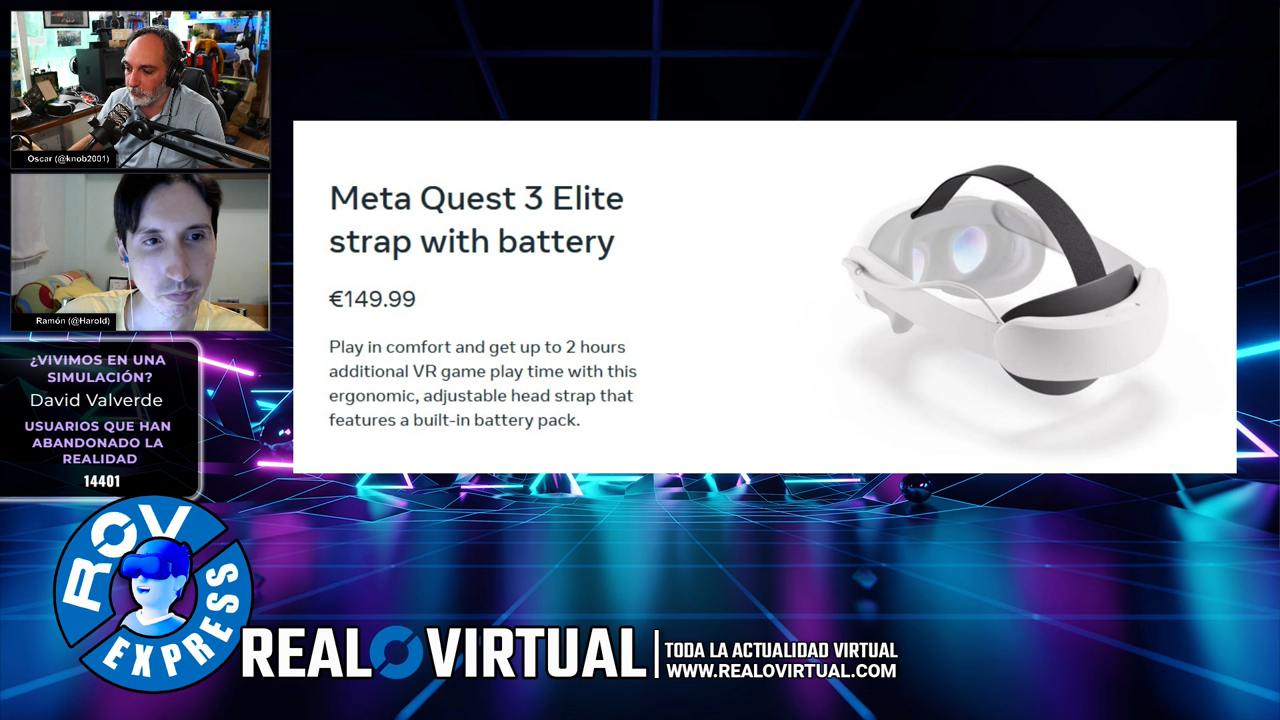 Oscar (@knob2001)
Ramón (@Harold)
¿VIVIMOS EN UNA
SIMULACIÓN?
David Valverde
USUARIOS QUE HAN
ABANDONADO LA
REALIDAD
14401
Meta Quest 3 Elite
strap with battery
€149.99
Play in comfort and get up to 2 hours
additional VR game play time with this
ergonomic, adjustable head strap that
features a built-in battery pack.
ROV
EXPRESS
REAL O VIRTUAL
TODA LA ACTUALIDAD VIRTUAL
WWW.REALOVIRTUAL.COM